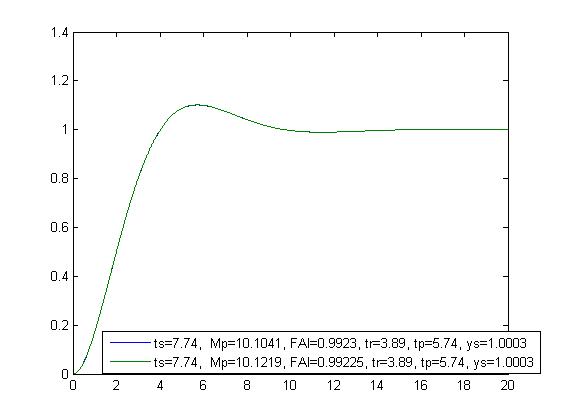 1.4
1.2
1
0.8
0.6
0.4
0.2
0
ts=7.74,  Mp=10.1041, FAI=0.9923, tr=3.89, tp=5.74, ys=1.0003
ts=7.74,  Mp=10.1219, FAI=0.99225, tr=3.89, tp=5.74, ys=1.0003
0 2 4 6 8 10 12 14 16 18 20